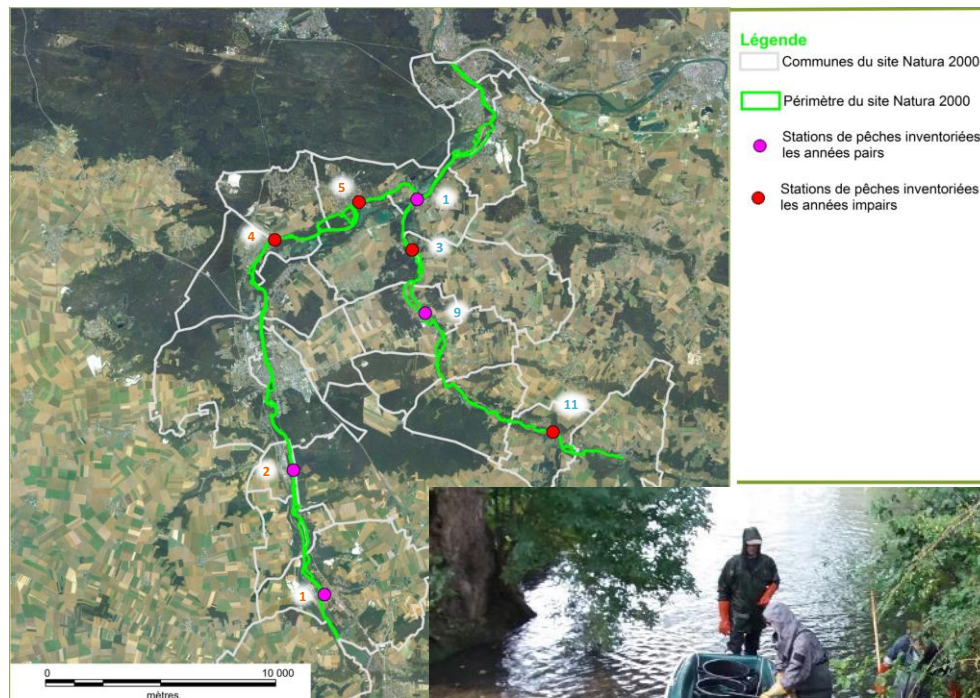 Légende
Communes du site Natura 2000
Périmètre du site Natura 2000
Stations de pêches inventoriées
les années pairs
Stations de pêches inventoriées
les années impairs
5
1
4
3
9
11
2
1
0 10 000
mètres